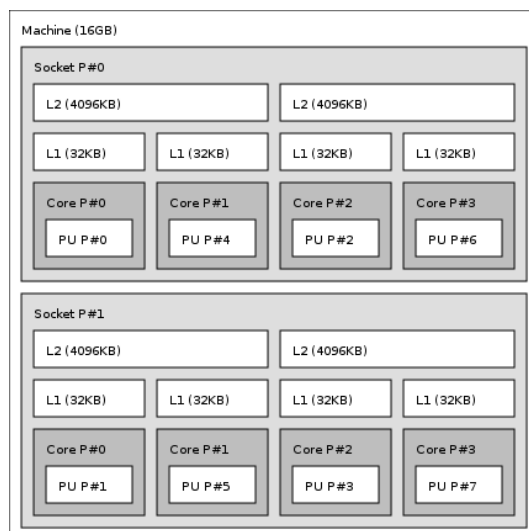 Machine (16GB)
Socket P#0
L2 (4096KB) L2 (4096KB)
L1 (32KB) L1 (32KB) L1 (32KB) L1 (32KB)
Core P#0 Core P#1 Core P#2 Core P#3
PU P#0 PU P#4 PU P#2 PU P#6
Socket P#1
L2 (4096KB) L2 (4096KB)
L1 (32KB) L1 (32KB) L1 (32KB) L1 (32KB)
Core P#0 Core P#1 Core P#2 Core P#3
PU P#1 PU P#5 PU P#3 PU P#7